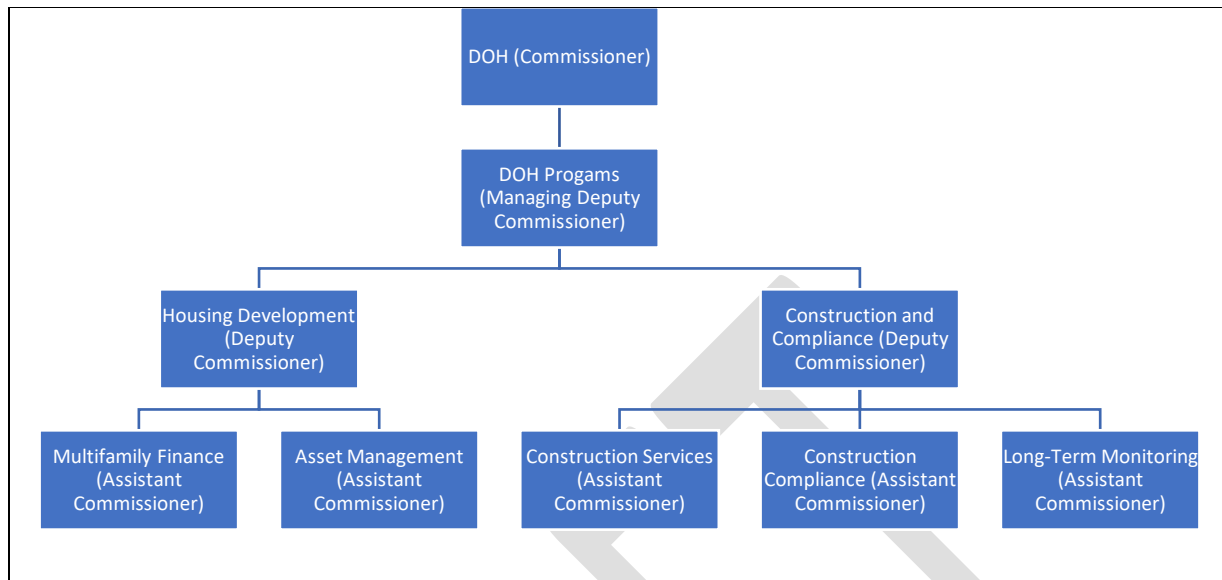 DOH (Commissioner)
DOH Progams
(Managing Deputy
Commissioner)
Housing Development
(Deputy
Commissioner)
Construction and
Compliance (Deputy
Commissioner)
Multifamily Finance
(Assistant
Commissioner)
Asset Management
(Assistant
Commissioner)
Construction Services
(Assistant
Commissioner)
Construction
Compliance (Assistant
Commissioner)
Long-Term Monitoring
(Assistant
Commissioner)